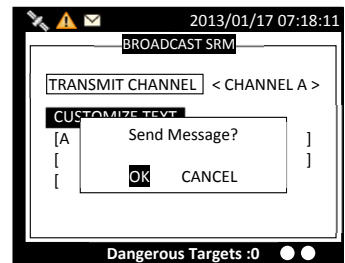 2013/01/17 07:18:11
BROADCAST SRM
TRANSMIT CHANNEL < CHANNEL A >
CUSTOMIZE TEXT
[A ]
[ ]
[
Send Message?
OK CANCEL
Dangerous Targets :0